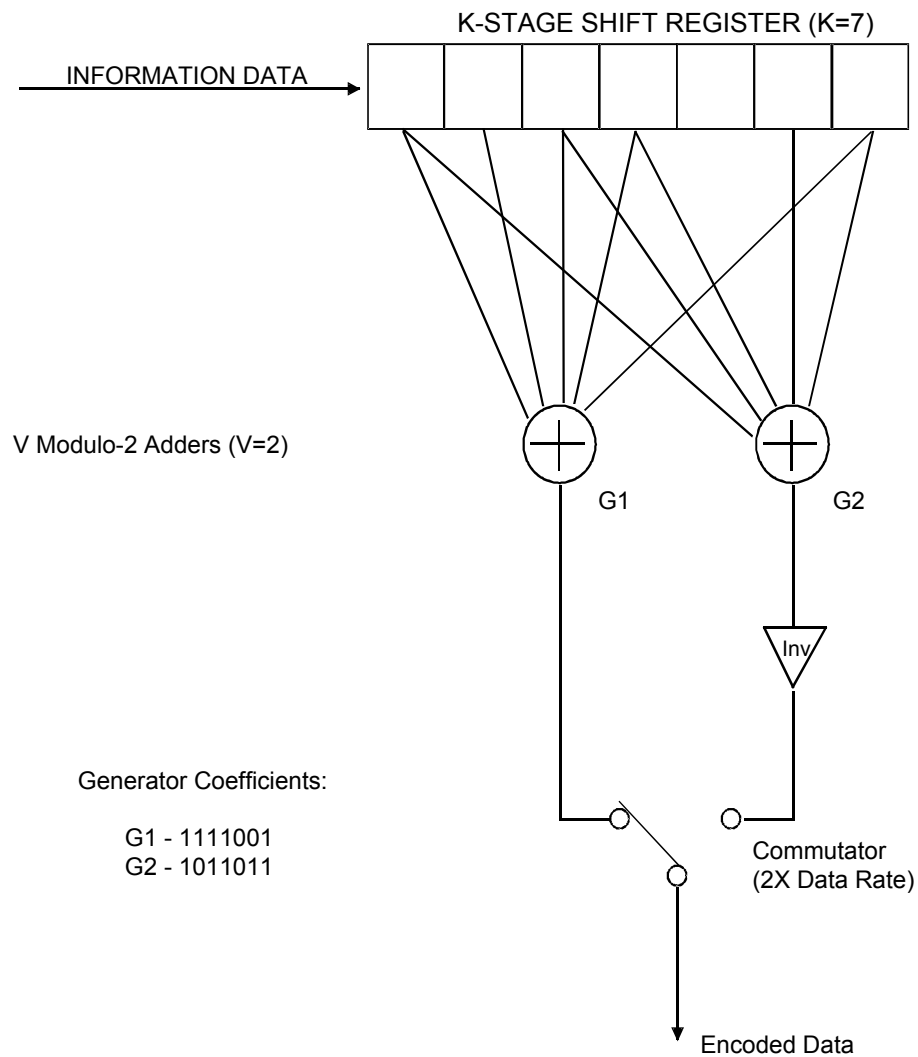 K-STAGE SHIFT REGISTER (K=7)
INFORMATION DATA
V Modulo-2 Adders (V=2)
G1
G2
Inv
Generator Coefficients:
G1 - 1111001
G2 - 1011011
Commutator
(2X Data Rate)
Encoded Data